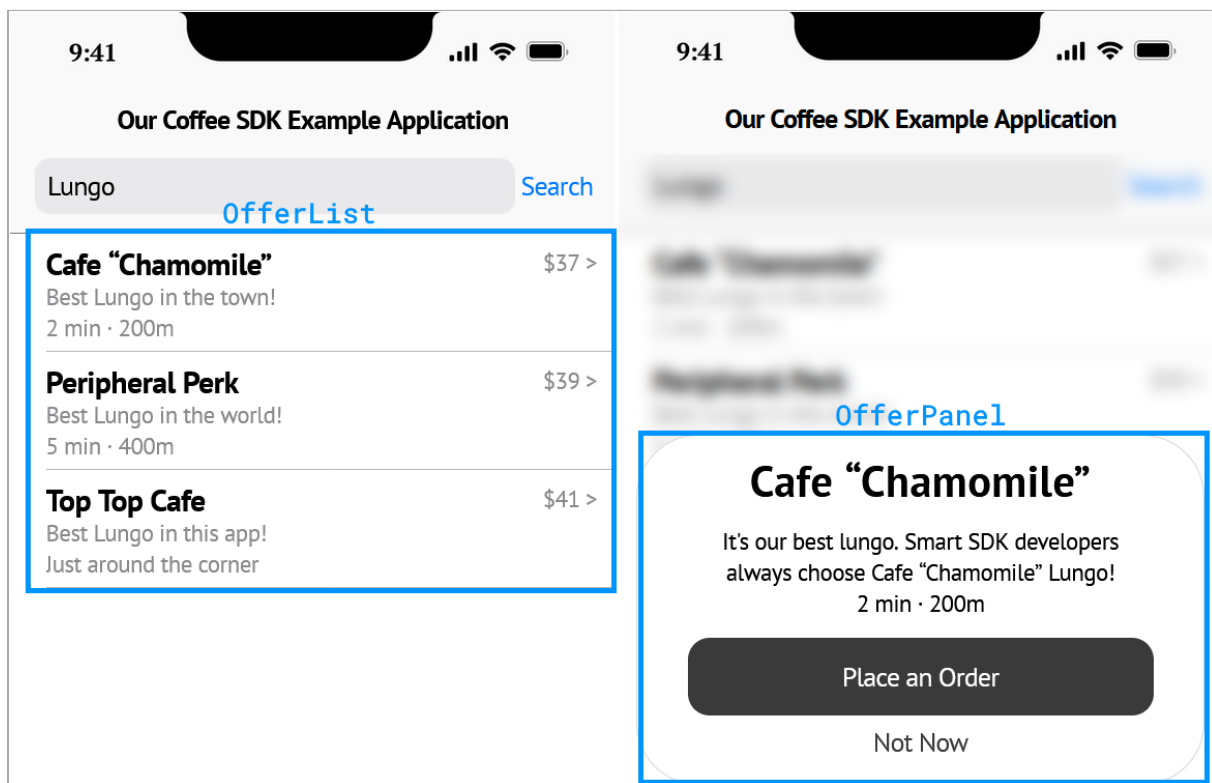 9:41
Our Coffee SDK Example Application
Lungo
Search
OfferList
Cafe “Chamomile”
$37 >
Best Lungo in the town!
2 min · 200m
Peripheral Perk
$39 >
Best Lungo in the world!
5 min · 400m
Top Top Cafe
$41 >
Best Lungo in this app!
Just around the corner
9:41
Our Coffee SDK Example Application
OfferPanel
Cafe “Chamomile”
It's our best lungo. Smart SDK developers
always choose Cafe “Chamomile” Lungo!
2 min · 200m
Place an Order
Not Now